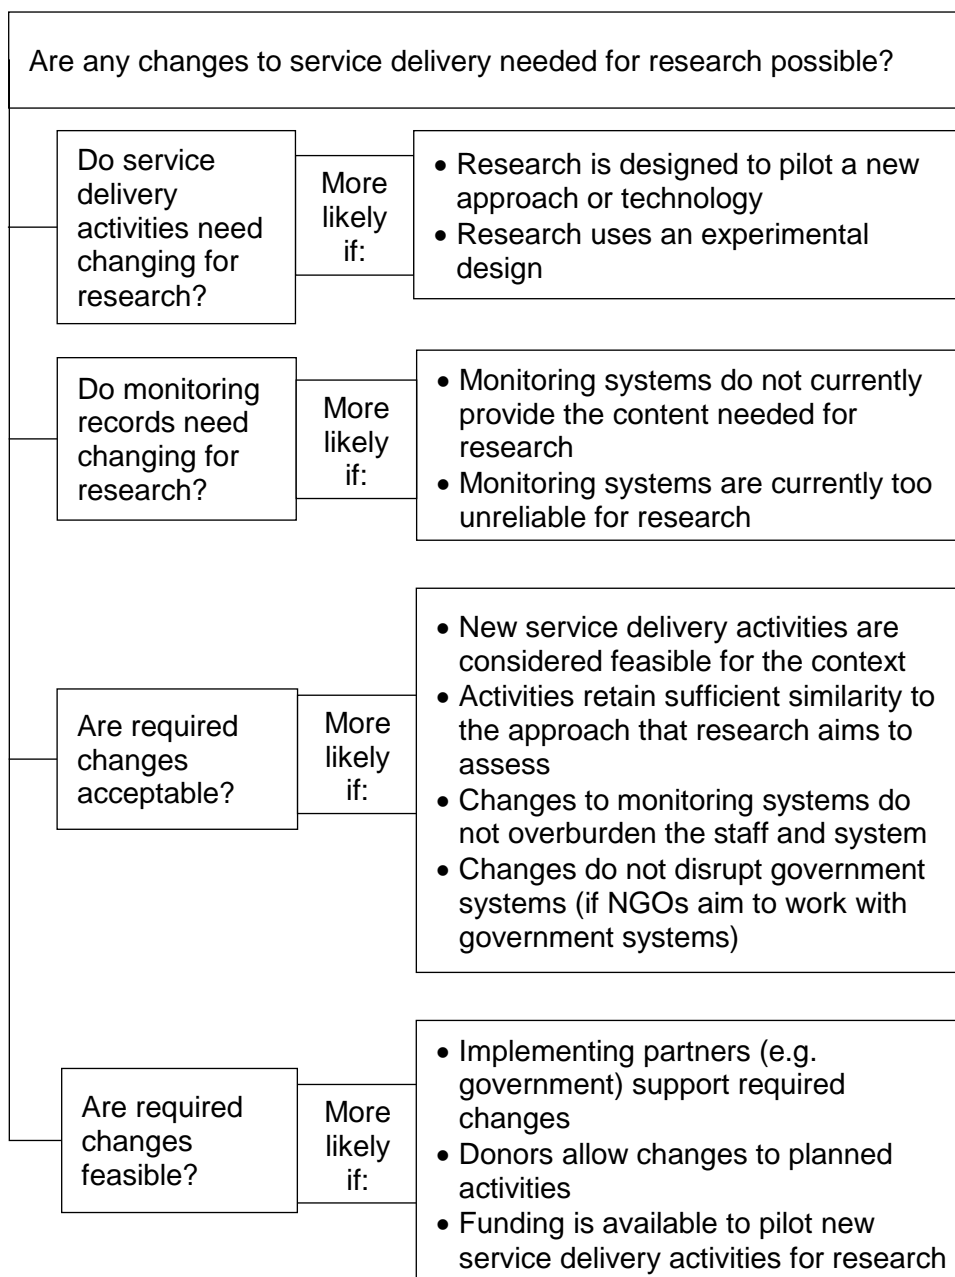 Are any changes to service delivery needed for research possible?
Do service
delivery
activities need
changing for
research?
More
likely
if:
• Research is designed to pilot a new
approach or technology
• Research uses an experimental
design
Do monitoring
records need
changing for
research?
More
likely
if:
• Monitoring systems do not currently
provide the content needed for
research
• Monitoring systems are currently too
unreliable for research
Are required
changes
acceptable?
More
likely
if:
• New service delivery activities are
considered feasible for the context
• Activities retain sufficient similarity to
the approach that research aims to
assess
• Changes to monitoring systems do
not overburden the staff and system
• Changes do not disrupt government
systems (if NGOs aim to work with
government systems)
Are required
changes
feasible?
More
likely
if:
• Implementing partners (e.g.
government) support required
changes
• Donors allow changes to planned
activities
• Funding is available to pilot new
service delivery activities for research